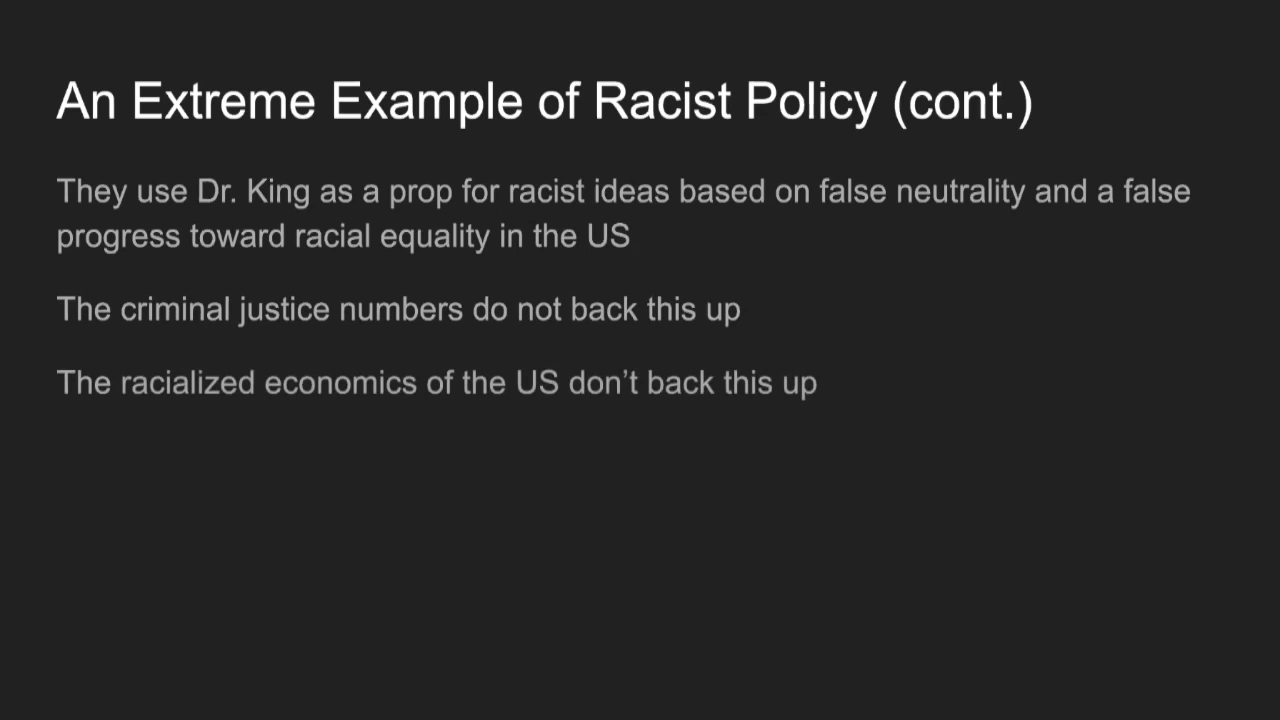 An Extreme Example of Racist Policy (cont.)
They use Dr. King as a prop for racist ideas based on false neutrality and a false
progress toward racial equality in the US
The criminal justice numbers do not back this up
The racialized economics of the US don’t back this up